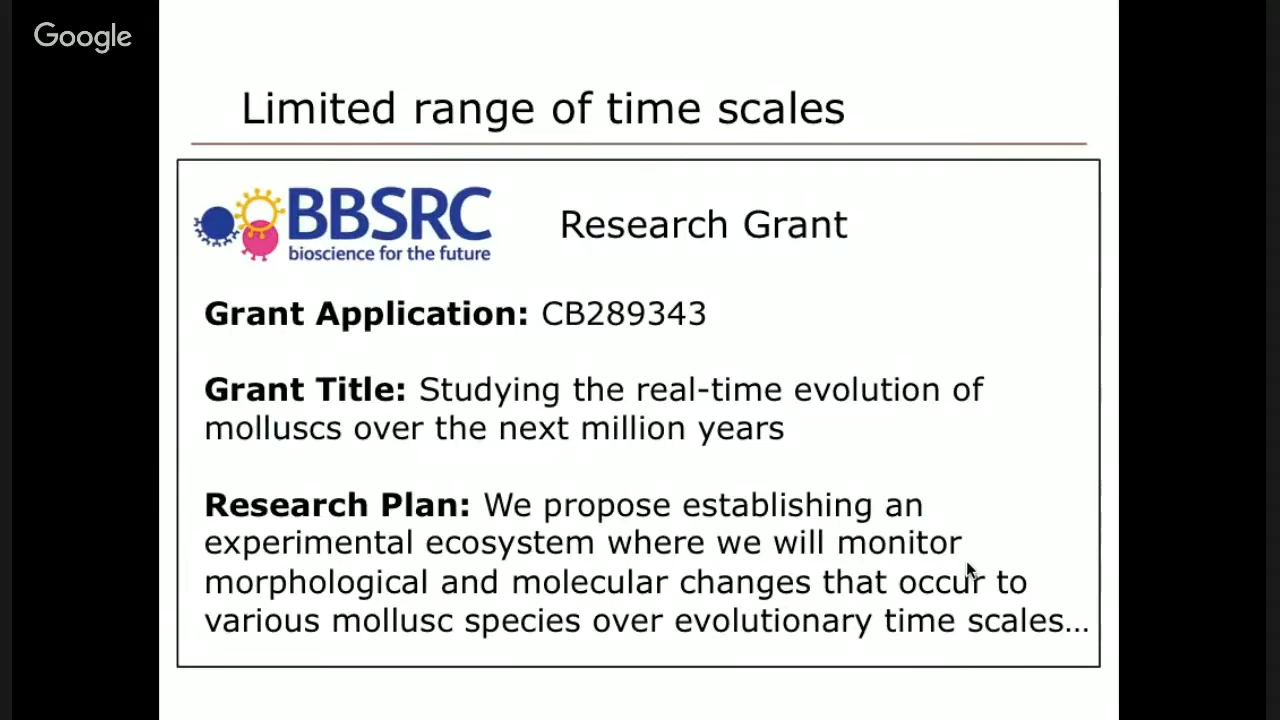 Google
Limited range of time scales
BBSRC
bioscience for the future
Research Grant
Grant Application: CB289343
Grant Title: Studying the real-time evolution of
molluscs over the next million years
Research Plan: We propose establishing an
experimental ecosystem where we will monitor
morphological and molecular changes that occur to
various mollusc species over evolutionary time scales…